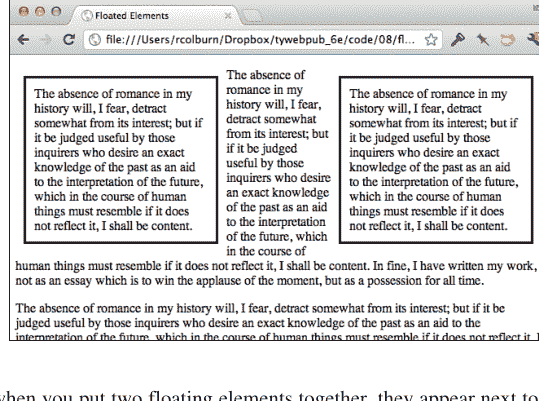 Floated Elements
file:///Users/rcolburn/Dropbox/tywebpub_6e/code/08/fl...
The absence of romance in my
history will, I fear, detract
somewhat from its interest; but if
it be judged useful by those
inquirers who desire an exact
knowledge of the past as an aid
to the interpretation of the future,
which in the course of human
things must resemble if it does
not reflect it, I shall be content.
The absence of
romance in my
history will, I fear,
detract somewhat
from its interest; but
if it be judged
useful by those
inquirers who desire
an exact knowledge
of the past as an aid
to the interpretation
of the future, which
in the course of
The absence of romance in my
history will, I fear, detract
somewhat from its interest; but if
it be judged useful by those
inquirers who desire an exact
knowledge of the past as an aid
to the interpretation of the future,
which in the course of human
things must resemble if it does
not reflect it, I shall be content.
human things must resemble if it does not reflect it, I shall be content. In fine, I have written my work,
not as an essay which is to win the applause of the moment, but as a possession for all time.
The absence of romance in my history will, I fear, detract somewhat from its interest; but if it be
judged useful by those inquirers who desire an exact knowledge of the past as an aid to the
interpretation of the future, which in the course of human things must resemble if it does not reflect it, I
when you put two floating elements together, they appear next to